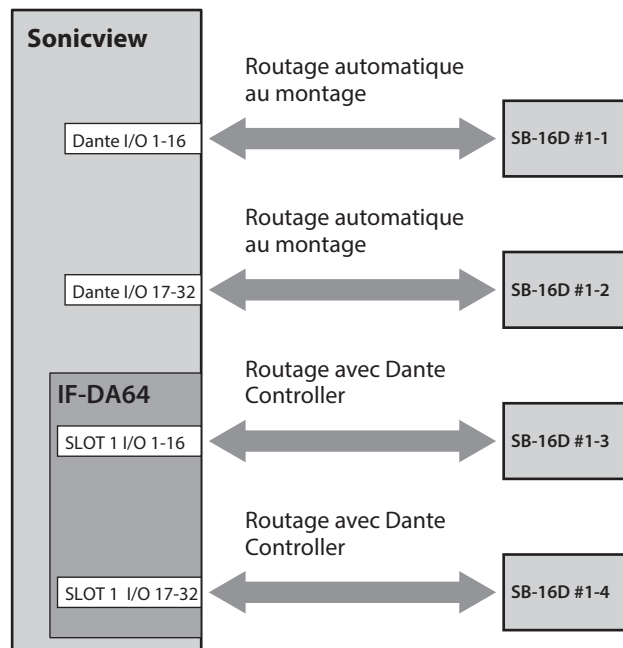 Sonicview
Routage automatique
au montage
Dante I/O 1-16
SB-16D #1-1
Routage automatique
au montage
Dante I/O 17-32
SB-16D #1-2
IF-DA64
Routage avec Dante
Controller
SLOT 1 I/O 1-16
SB-16D #1-3
Routage avec Dante
Controller
SLOT 1 I/O 17-32
SB-16D #1-4